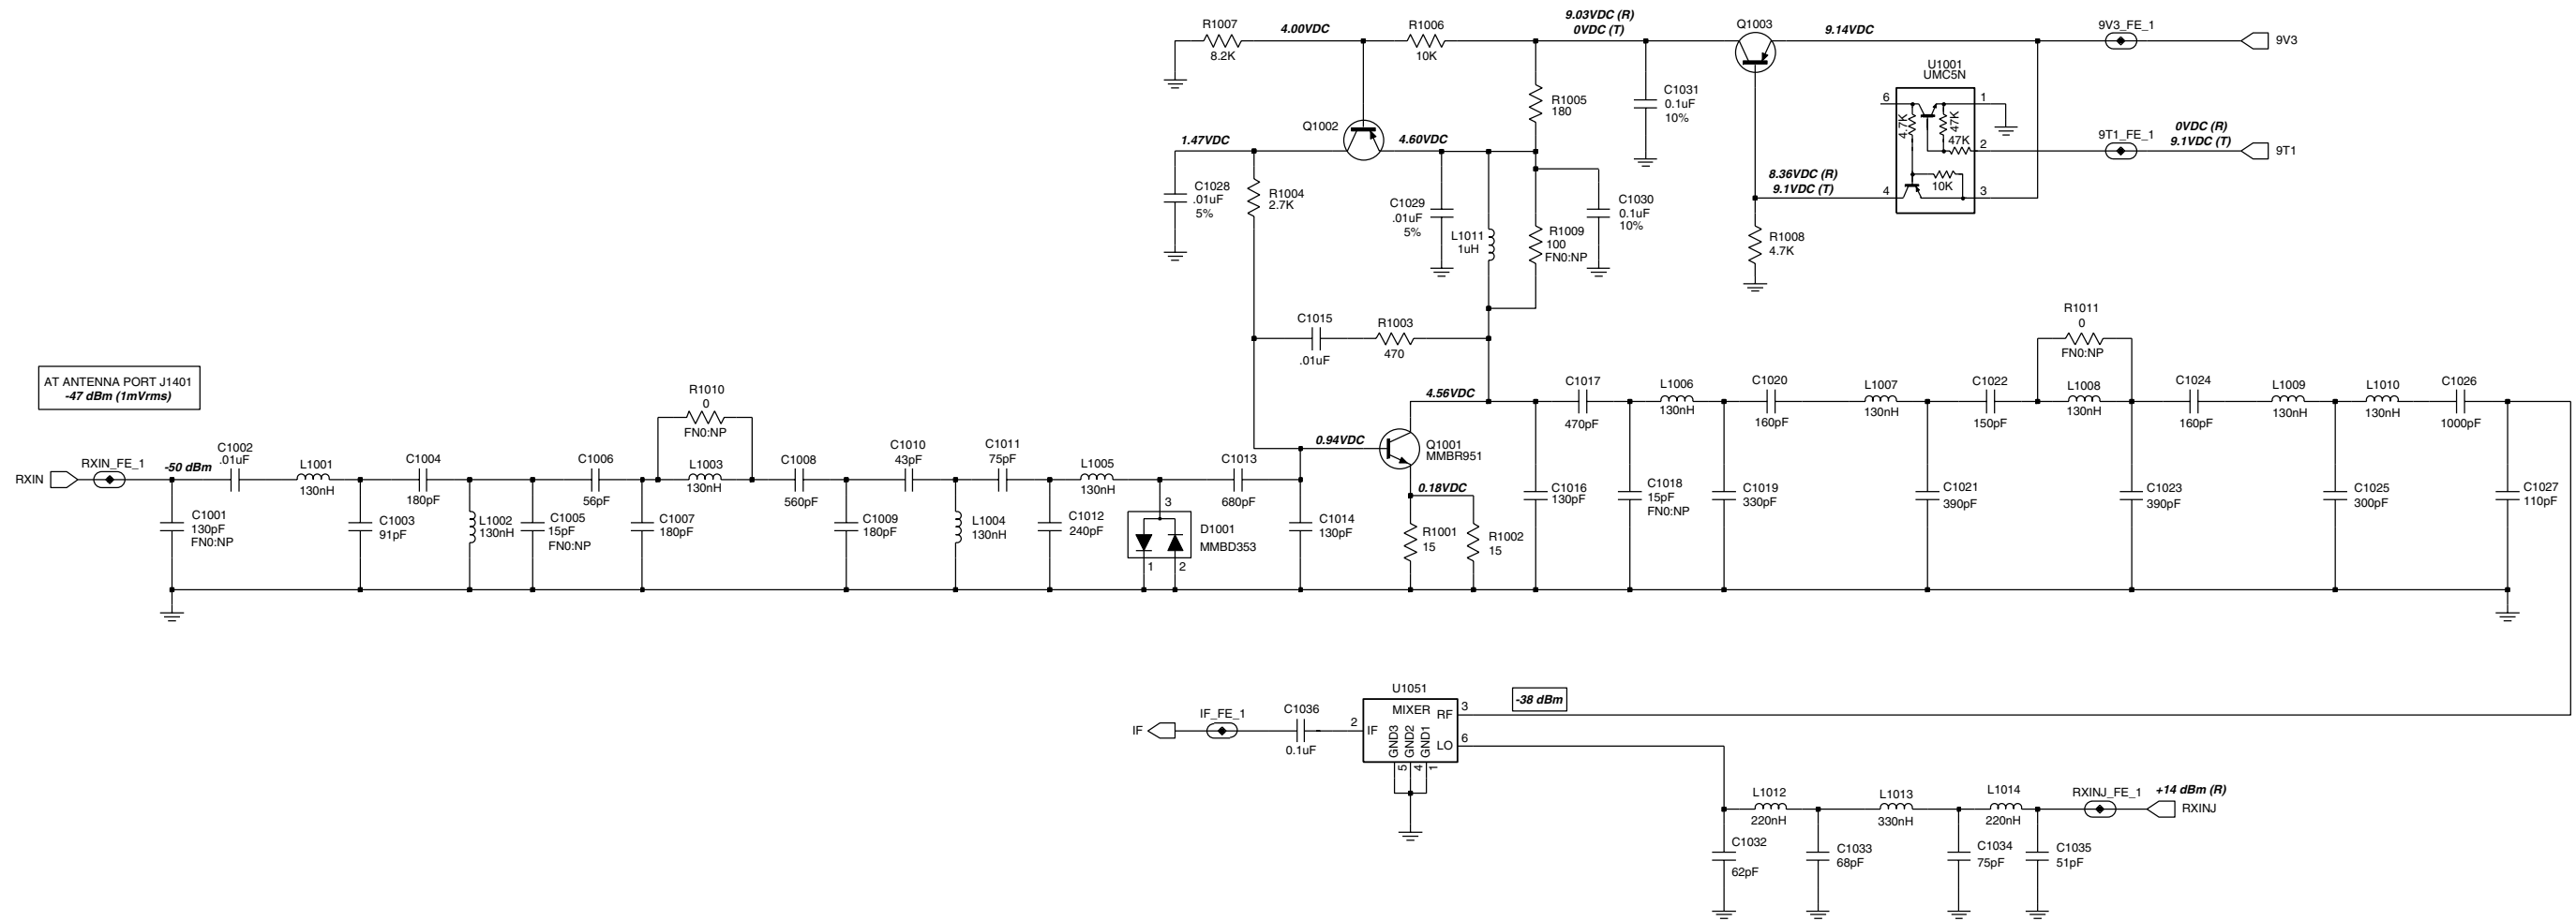 R1007
8.2K
4.00VDC
R1006
10K
9.03VDC (R)
0VDC (T)
Q1003
9.14VDC
9V3_FE_1
9V3
U1001
UMC5N
6
1
4.7K
47K
47K
2
10K
4
3
9T1_FE_1
0VDC (R)
9.1VDC (T)
9T1
R1005
180
C1031
0.1uF
10%
Q1002
1.47VDC
4.60VDC
8.36VDC (R)
9.1VDC (T)
C1028
.01uF
5%
R1004
2.7K
C1029
.01uF
5%
L1011
1uH
R1009
100
FN0:NP
C1030
0.1uF
10%
R1008
4.7K
C1015
.01uF
R1003
470
R1011
0
FN0:NP
AT ANTENNA PORT J1401
-47 dBm (1mVrms)
R1010
0
FN0:NP
4.56VDC
C1017
470pF
L1006
130nH
C1020
160pF
L1007
130nH
C1022
150pF
L1008
130nH
C1024
160pF
L1009
130nH
L1010
130nH
C1026
1000pF
RXIN
RXIN_FE_1
-50 dBm
C1002
.01uF
L1001
130nH
C1004
180pF
C1006
56pF
L1003
130nH
C1008
560pF
C1010
43pF
C1011
75pF
L1005
130nH
C1013
680pF
0.94VDC
Q1001
MMBR951
0.18VDC
C1001
130pF
FN0:NP
C1003
91pF
L1002
130nH
C1005
15pF
FN0:NP
C1007
180pF
C1009
180pF
L1004
130nH
C1012
240pF
3
D1001
MMBD353
1
2
C1014
130pF
R1001
15
R1002
15
C1016
130pF
C1018
15pF
FN0:NP
C1019
330pF
C1021
390pF
C1023
390pF
C1025
300pF
C1027
110pF
U1051
MIXER
RF
3
-38 dBm
IF
IF_FE_1
C1036
0.1uF
2
IF
LO
6
GND3
GND2
GND1
5
4
1
L1012
220nH
L1013
330nH
L1014
220nH
RXINJ_FE_1
+14 dBm (R)
RXINJ
C1032
62pF
C1033
68pF
C1034
75pF
C1035
51pF